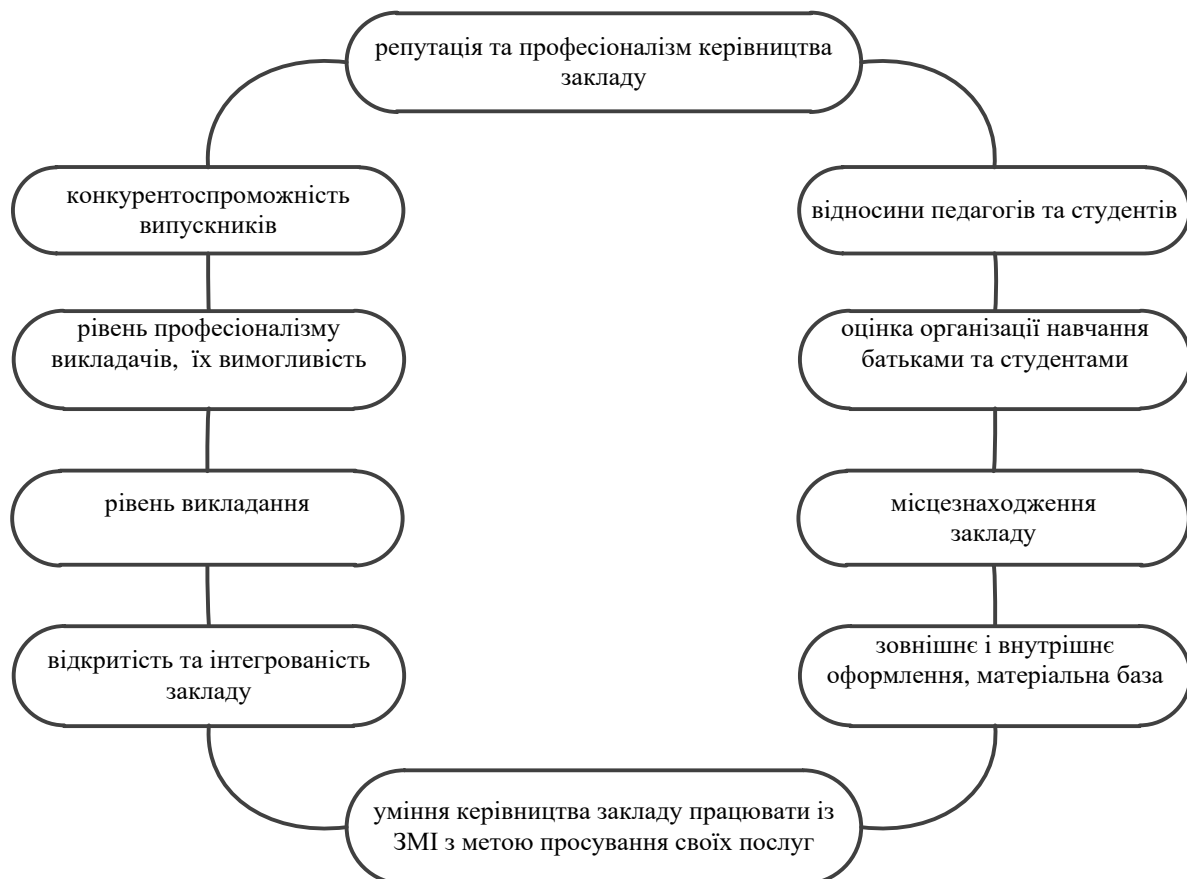 репутація та професіоналізм керівництва
закладу
конкурентоспроможність
випускників
відносини педагогів та студентів
рівень професіоналізму
викладачів, їх вимогливість
оцінка організації навчання
батьками та студентами
рівень викладання
місцезнаходження
закладу
відкритість та інтегрованість
закладу
зовнішнє і внутрішнє
оформлення, матеріальна база
уміння керівництва закладу працювати із
ЗМІ з метою просування своїх послуг